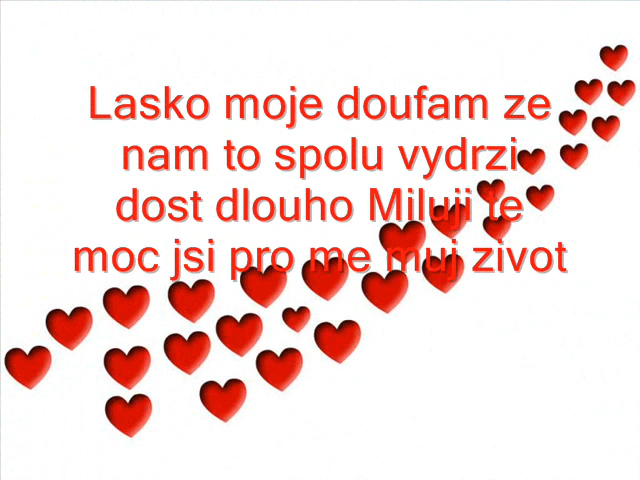 Lasko moje doufam ze
nam to spolu vydrzi
dost dlouho Miluji te
moc jsi pro me muj zivot